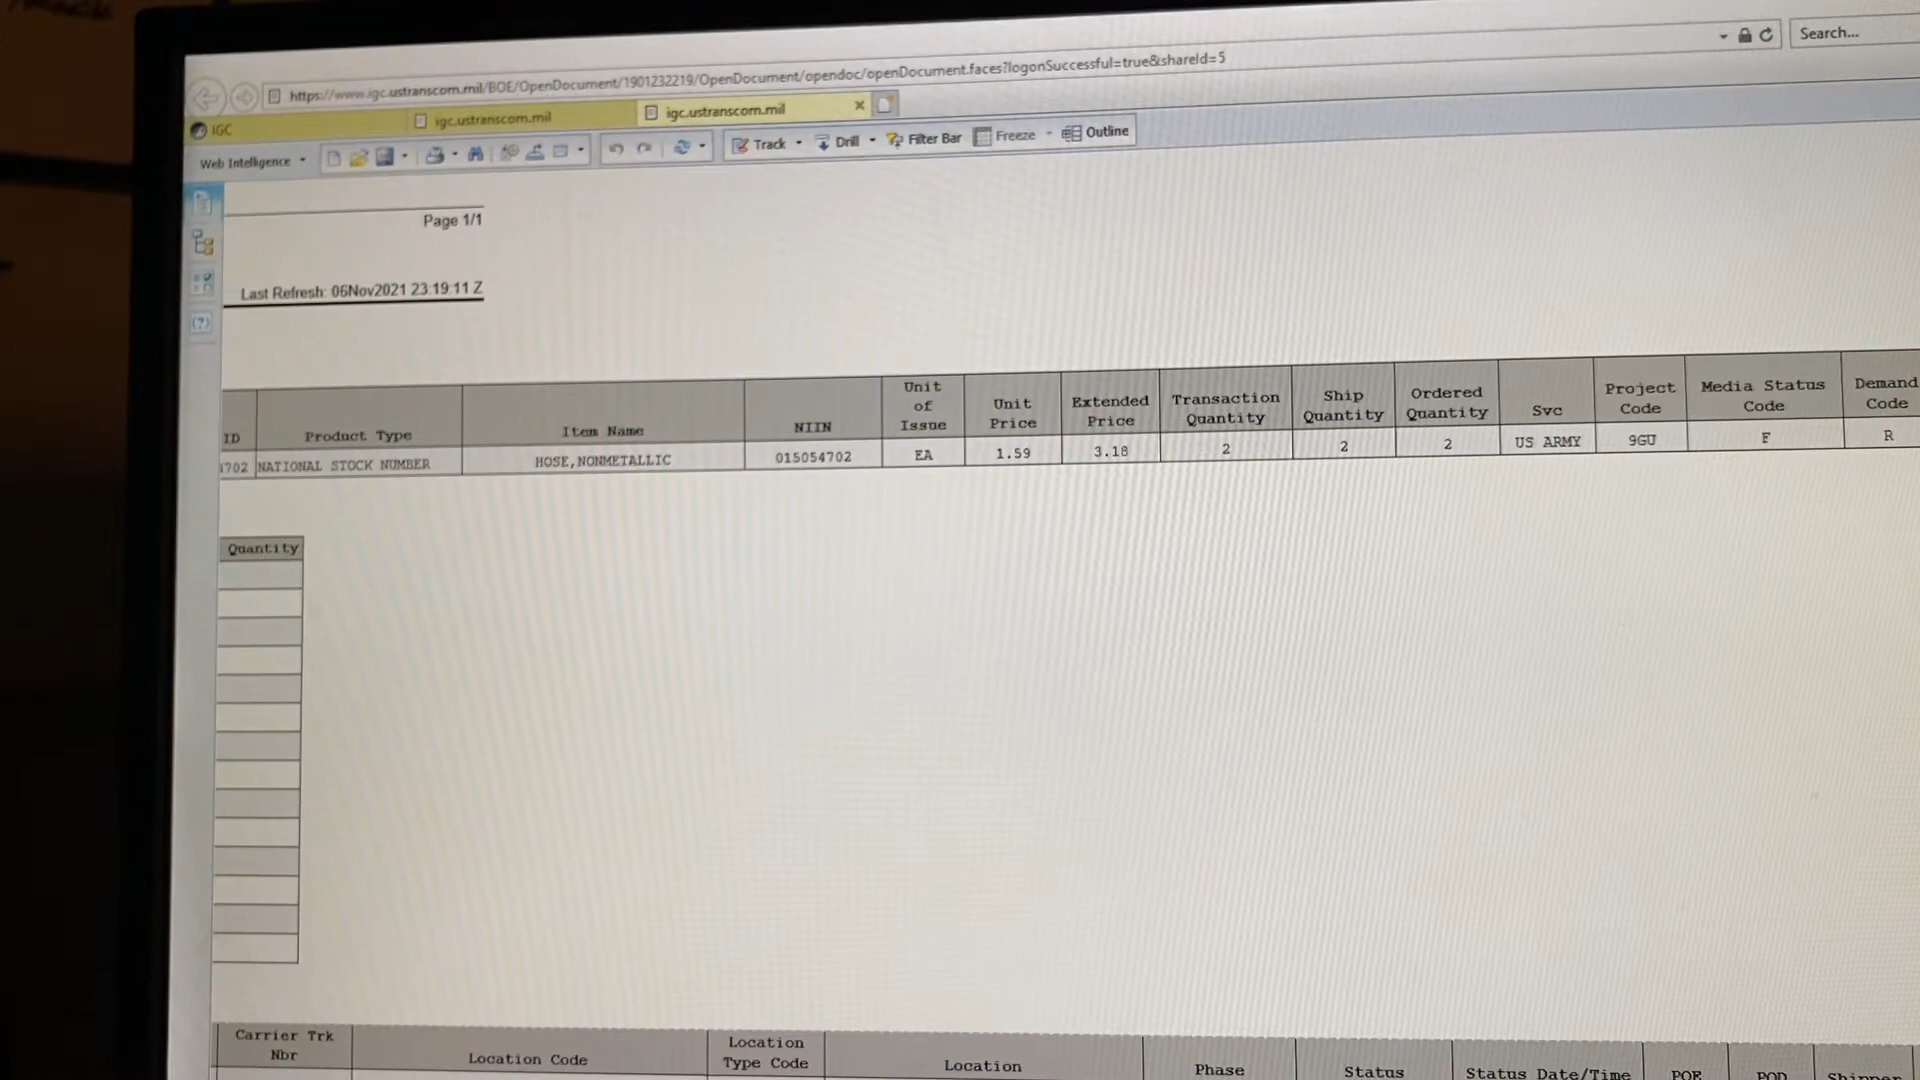 https://www.igc.ustranscom.mil/BOE/OpenDocument/1901232219/OpenDocument/opendoc/openDocument.faces?logonSuccessful=true&shareId=5
Search...
IGC
igc.ustranscom.mil
igc.ustranscom.mil
Web Intelligence
Track
Drill
Filter Bar
Freeze
Outline
Page 1/1
Last Refresh: 06Nov2021 23:19:11 Z
ID Product Type Item Name NIIN Unit of Issue Unit Price Extended Price Transaction Quantity Ship Quantity Ordered Quantity Svc Project Code Media Status Code Demand Code
702 NATIONAL STOCK NUMBER HOSE,NONMETALLIC 015054702 EA 1.59 3.18 2 2 2 US ARMY 9GU F R
Quantity
Carrier Trk Nbr Location Code Location Type Code Location Phase Status Status Date/Time POE POD Shipper